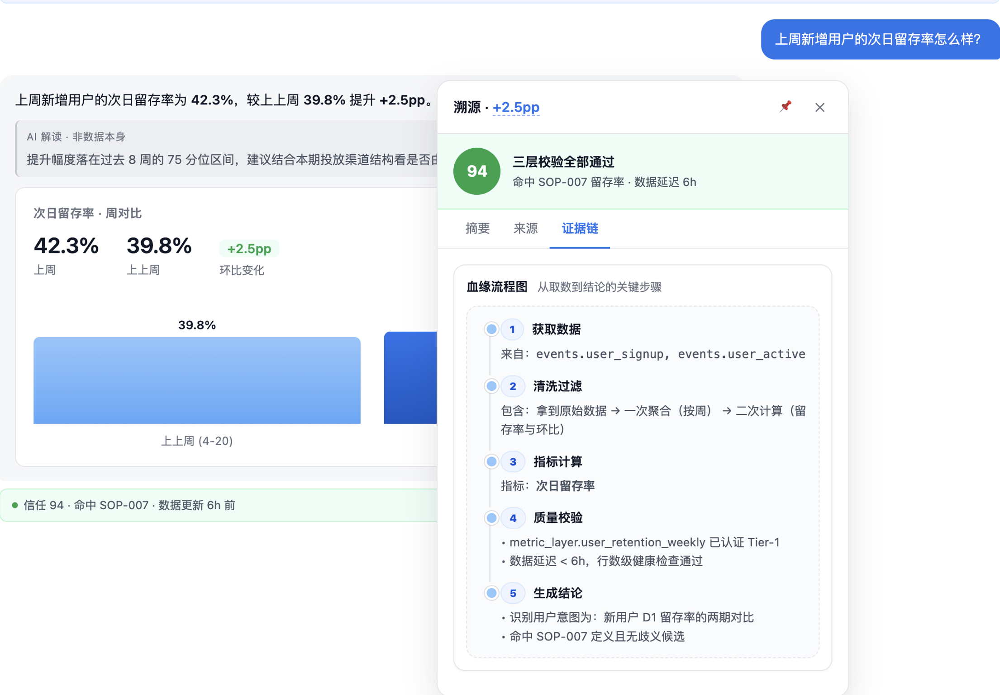 上周新增用户的次日留存率怎么样？
上周新增用户的次日留存率为 42.3%，较上上周 39.8% 提升 +2.5pp。
AI 解读 · 非数据本身
提升幅度落在过去 8 周的 75 分位区间，建议结合本期投放渠道结构看是否
次日留存率 · 周对比
42.3%
上周
39.8%
上上周
+2.5pp
环比变化
39.8%
上上周 (4-20)
信任 94 · 命中 SOP-007 · 数据更新 6h 前
溯源 · +2.5pp
94
三层校验全部通过
命中 SOP-007 留存率 · 数据延迟 6h
摘要 来源 证据链
血缘流程图 从取数到结论的关键步骤
1 获取数据
来自：events.user_signup, events.user_active
2 清洗过滤
包含：拿到原始数据 → 一次聚合（按周） → 二次计算（留
存率与环比）
3 指标计算
指标：次日留存率
4 质量校验
• metric_layer.user_retention_weekly 已认证 Tier-1
• 数据延迟 < 6h，行数级健康检查通过
5 生成结论
• 识别用户意图为：新用户 D1 留存率的两期对比
• 命中 SOP-007 定义且无歧义候选